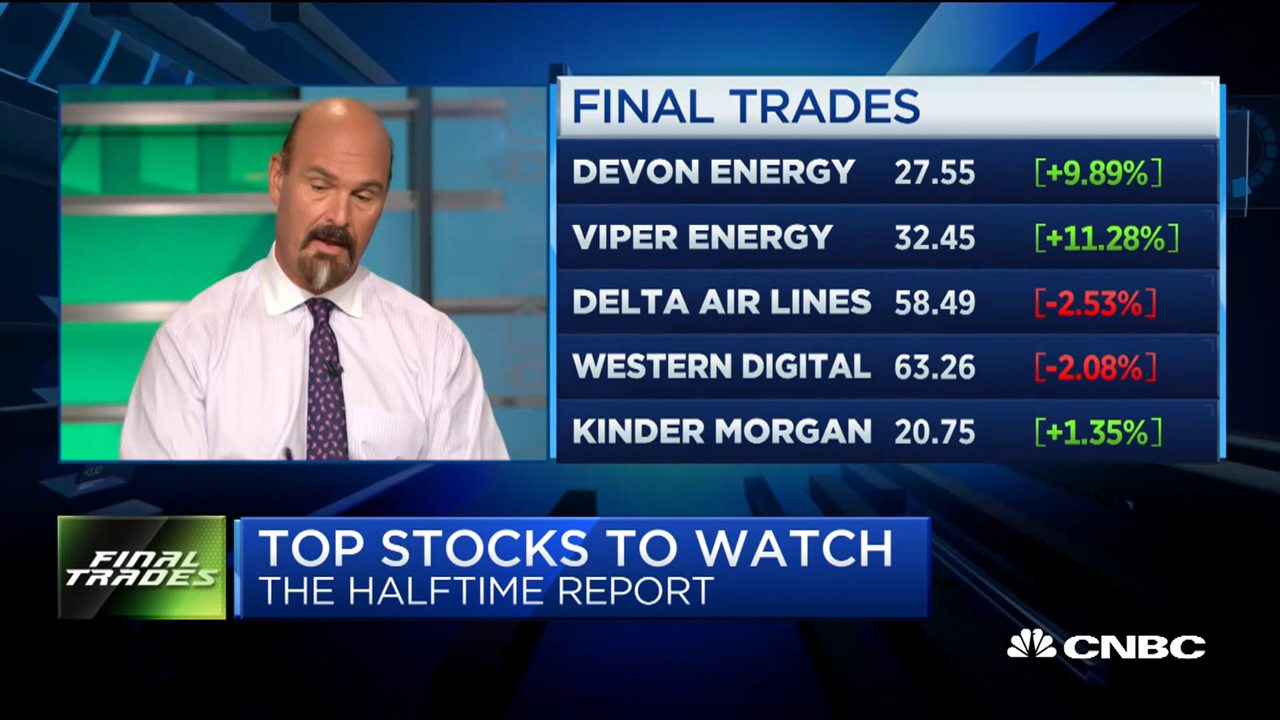 FINAL TRADES
DEVON ENERGY 27.55 [+9.89%]
VIPER ENERGY 32.45 [+11.28%]
DELTA AIR LINES 58.49 [-2.53%]
WESTERN DIGITAL 63.26 [-2.08%]
KINDER MORGAN 20.75 [+1.35%]
FINAL
TRADES
TOP STOCKS TO WATCH
THE HALFTIME REPORT
CNBC